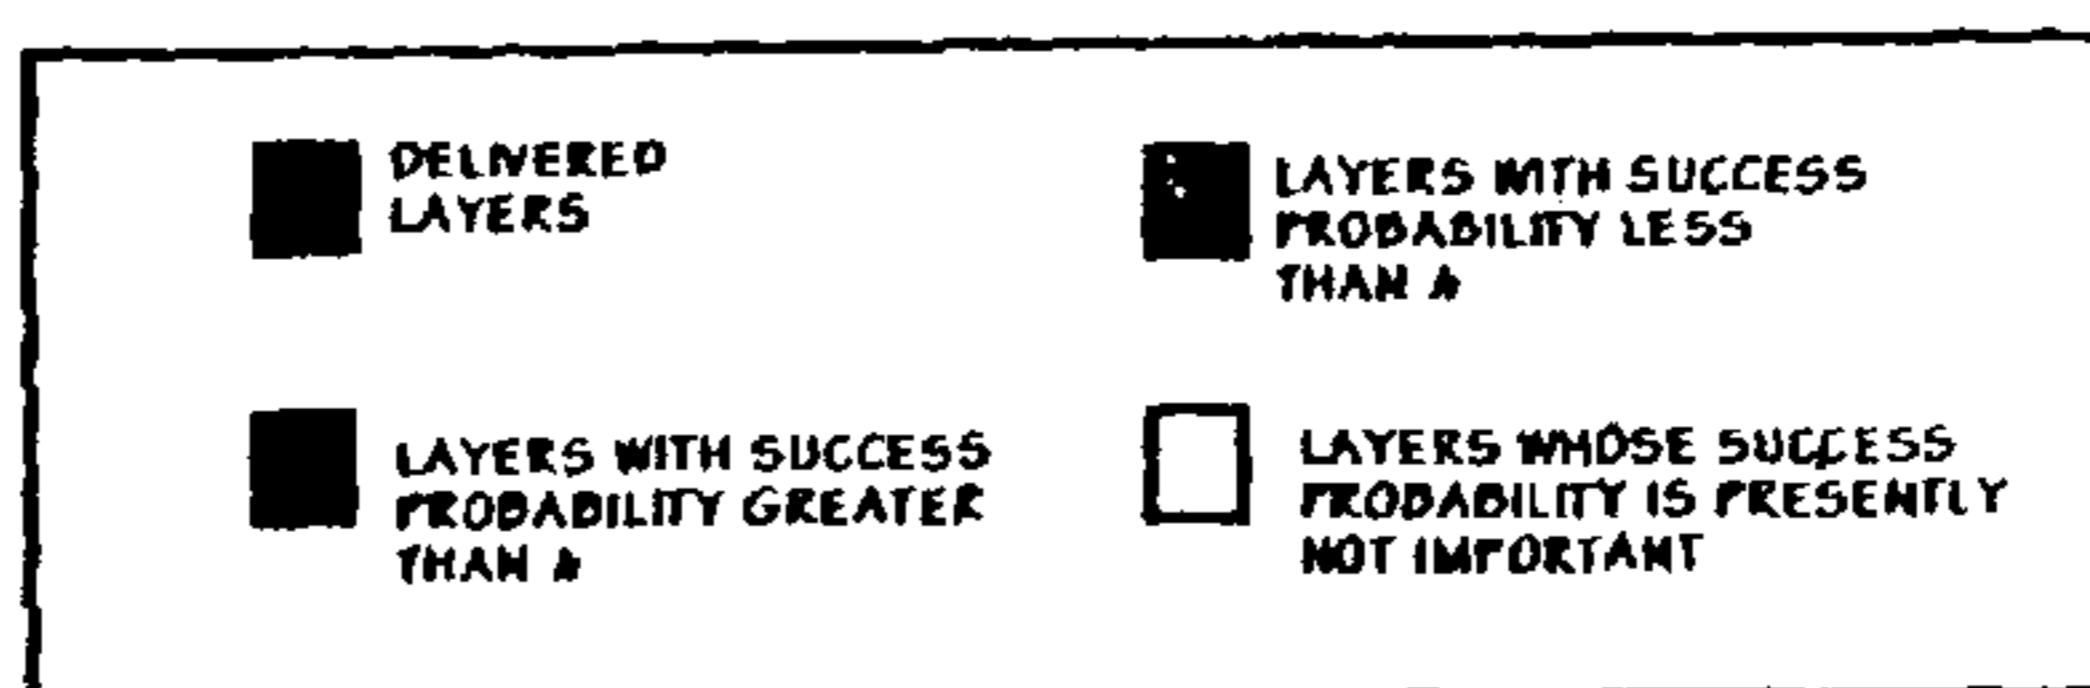 DELIVERED
LAYERS
LAYERS WITH SUCCESS
PROBABILITY LESS
THAN
LAYERS WITH SUCCESS
PROBABILITY GREATER
THAN
LAYERS WHOSE SUCCESS
PROBABILITY IS PRESENTLY
NOT IMPORTANT